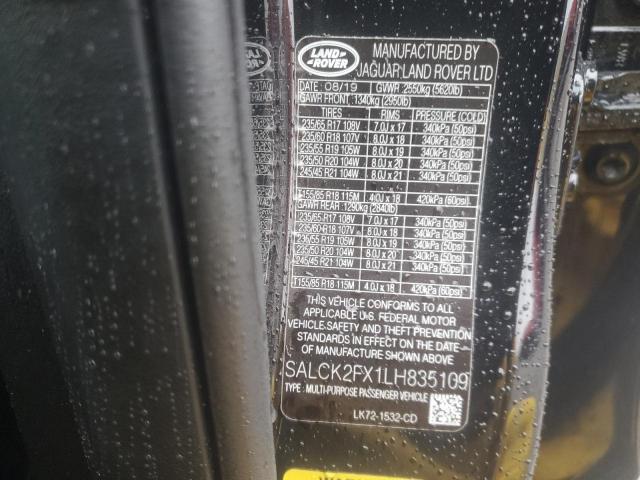 LAND ROVER
MANUFACTURED BY
JAGUAR LAND ROVER LTD
DATE 08/19 GVWR 2550kg (5620lb)
GAWR FRONT 1340kg (2950lb)
TIRES RIMS PRESSURE (COLD)
235/65 R17 108V 7.0J x 17 340kPa (50psi)
235/60 R18 107V 8.0J x 18 340kPa (50psi)
235/55 R19 105W 8.0J x 19 340kPa (50psi)
235/50 R20 104W 8.0J x 20 340kPa (50psi)
245/45 R21 104W 8.0J x 21 340kPa (50psi)
T155/85 R18 115M 4.0J x 18 420kPa (60psi)
GAWR REAR 1290kg (2840lb)
235/65 R17 108V 7.0J x 17 340kPa (50psi)
235/60 R18 107V 8.0J x 18 340kPa (50psi)
235/55 R19 105W 8.0J x 19 340kPa (50psi)
235/50 R20 104W 8.0J x 20 340kPa (50psi)
245/45 R21 104W 8.0J x 21 340kPa (50psi)
T155/85 R18 115M 4.0J x 18 420kPa (60psi)
THIS VEHICLE CONFORMS TO ALL
APPLICABLE U.S. FEDERAL MOTOR
VEHICLE SAFETY AND THEFT PREVENTION
STANDARDS IN EFFECT ON THE DATE
OF MANUFACTURE SHOWN ABOVE
SALCK2FX1LH835109
TYPE : MULTI-PURPOSE PASSENGER VEHICLE
LK72-1532-CD